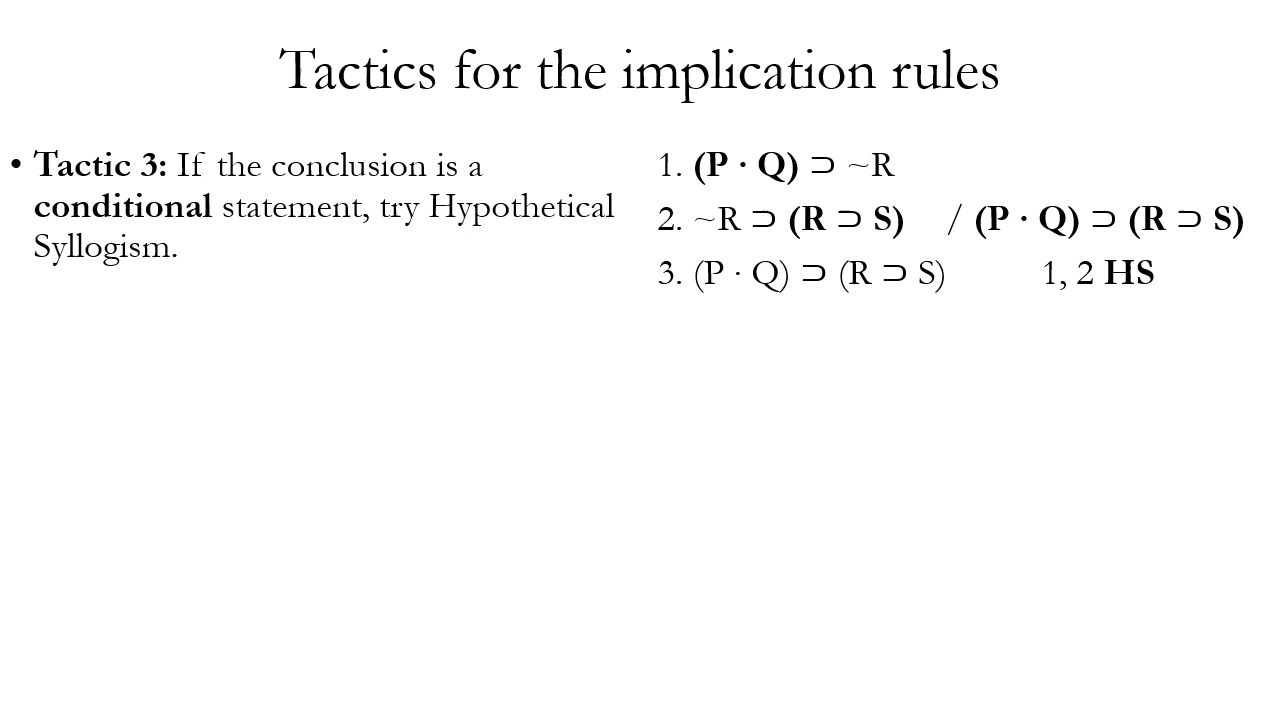 Tactics for the implication rules
• Tactic 3: If the conclusion is a
conditional statement, try Hypothetical
Syllogism.
1. (P · Q) ⊃ ~R
2. ~R ⊃ (R ⊃ S) / (P · Q) ⊃ (R ⊃ S)
3. (P · Q) ⊃ (R ⊃ S) 1, 2 HS